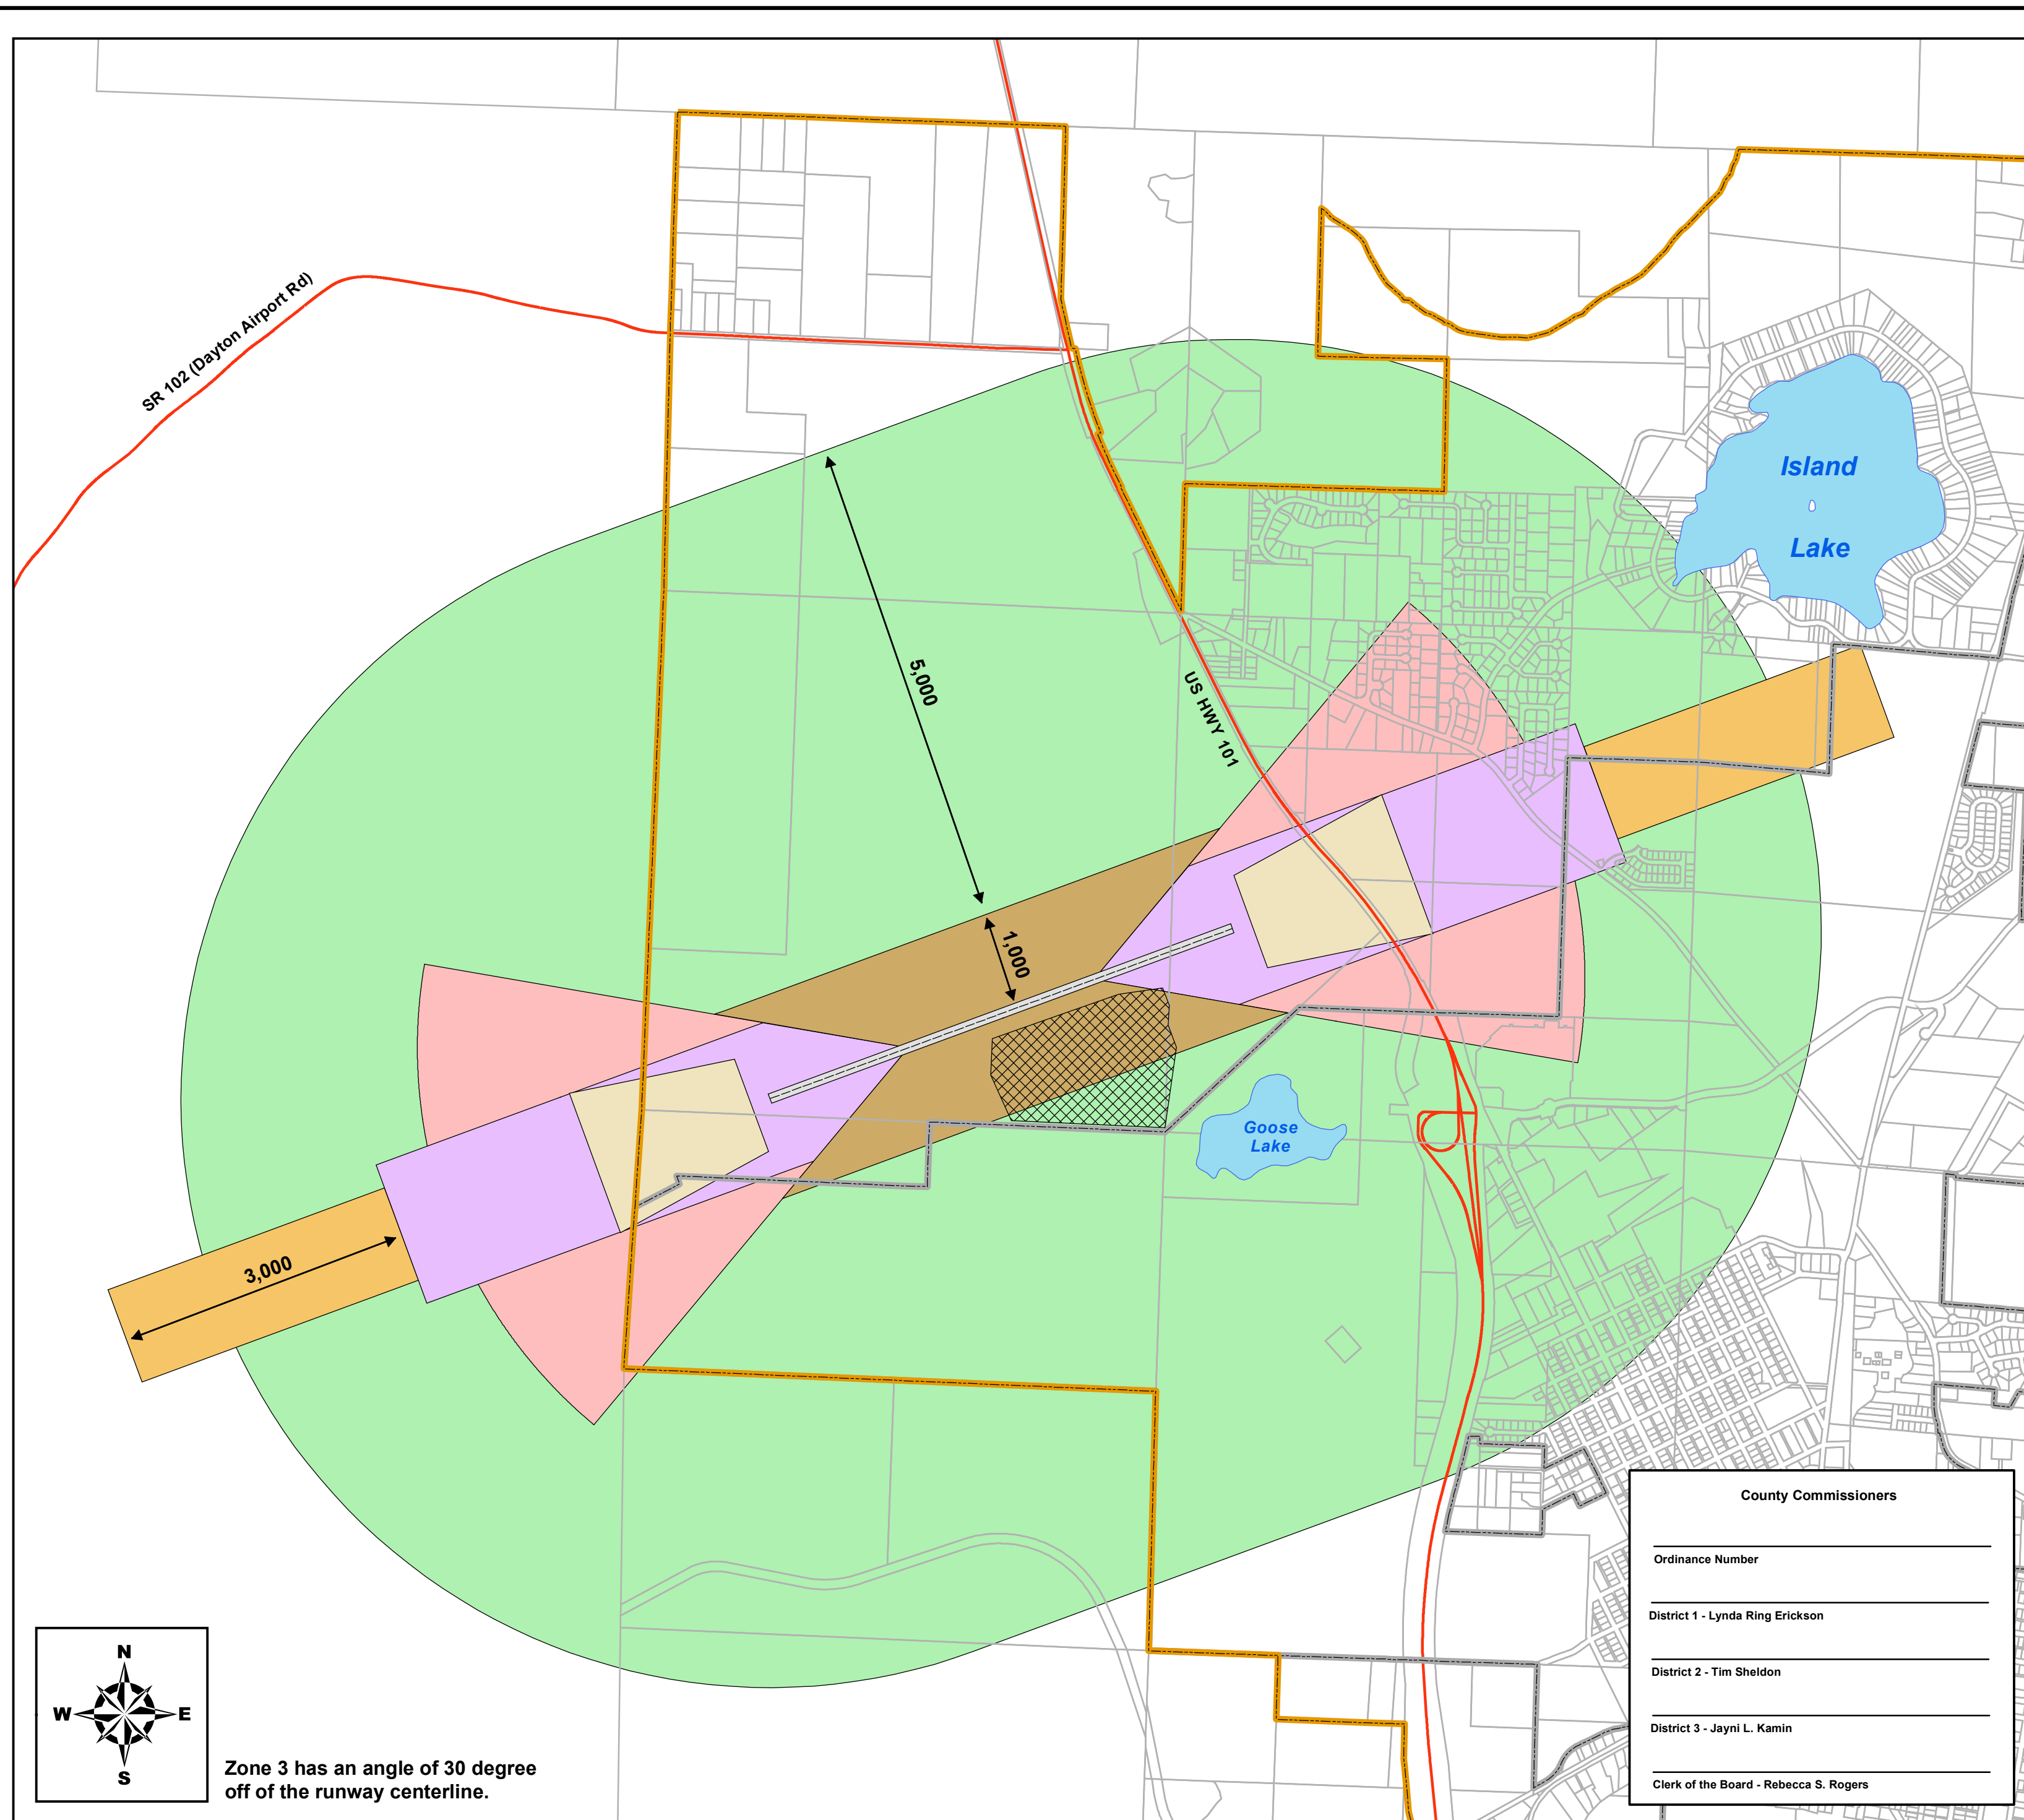 SR 102 (Dayton Airport Rd)
Island
Lake
5,000
US HWY 101
1,000
Goose
Lake
3,000
County Commissioners
Ordinance Number
District 1 - Lynda Ring Erickson
District 2 - Tim Sheldon
District 3 - Jayni L. Kamin
Clerk of the Board - Rebecca S. Rogers
N
W
E
S
Zone 3 has an angle of 30 degree
off of the runway centerline.